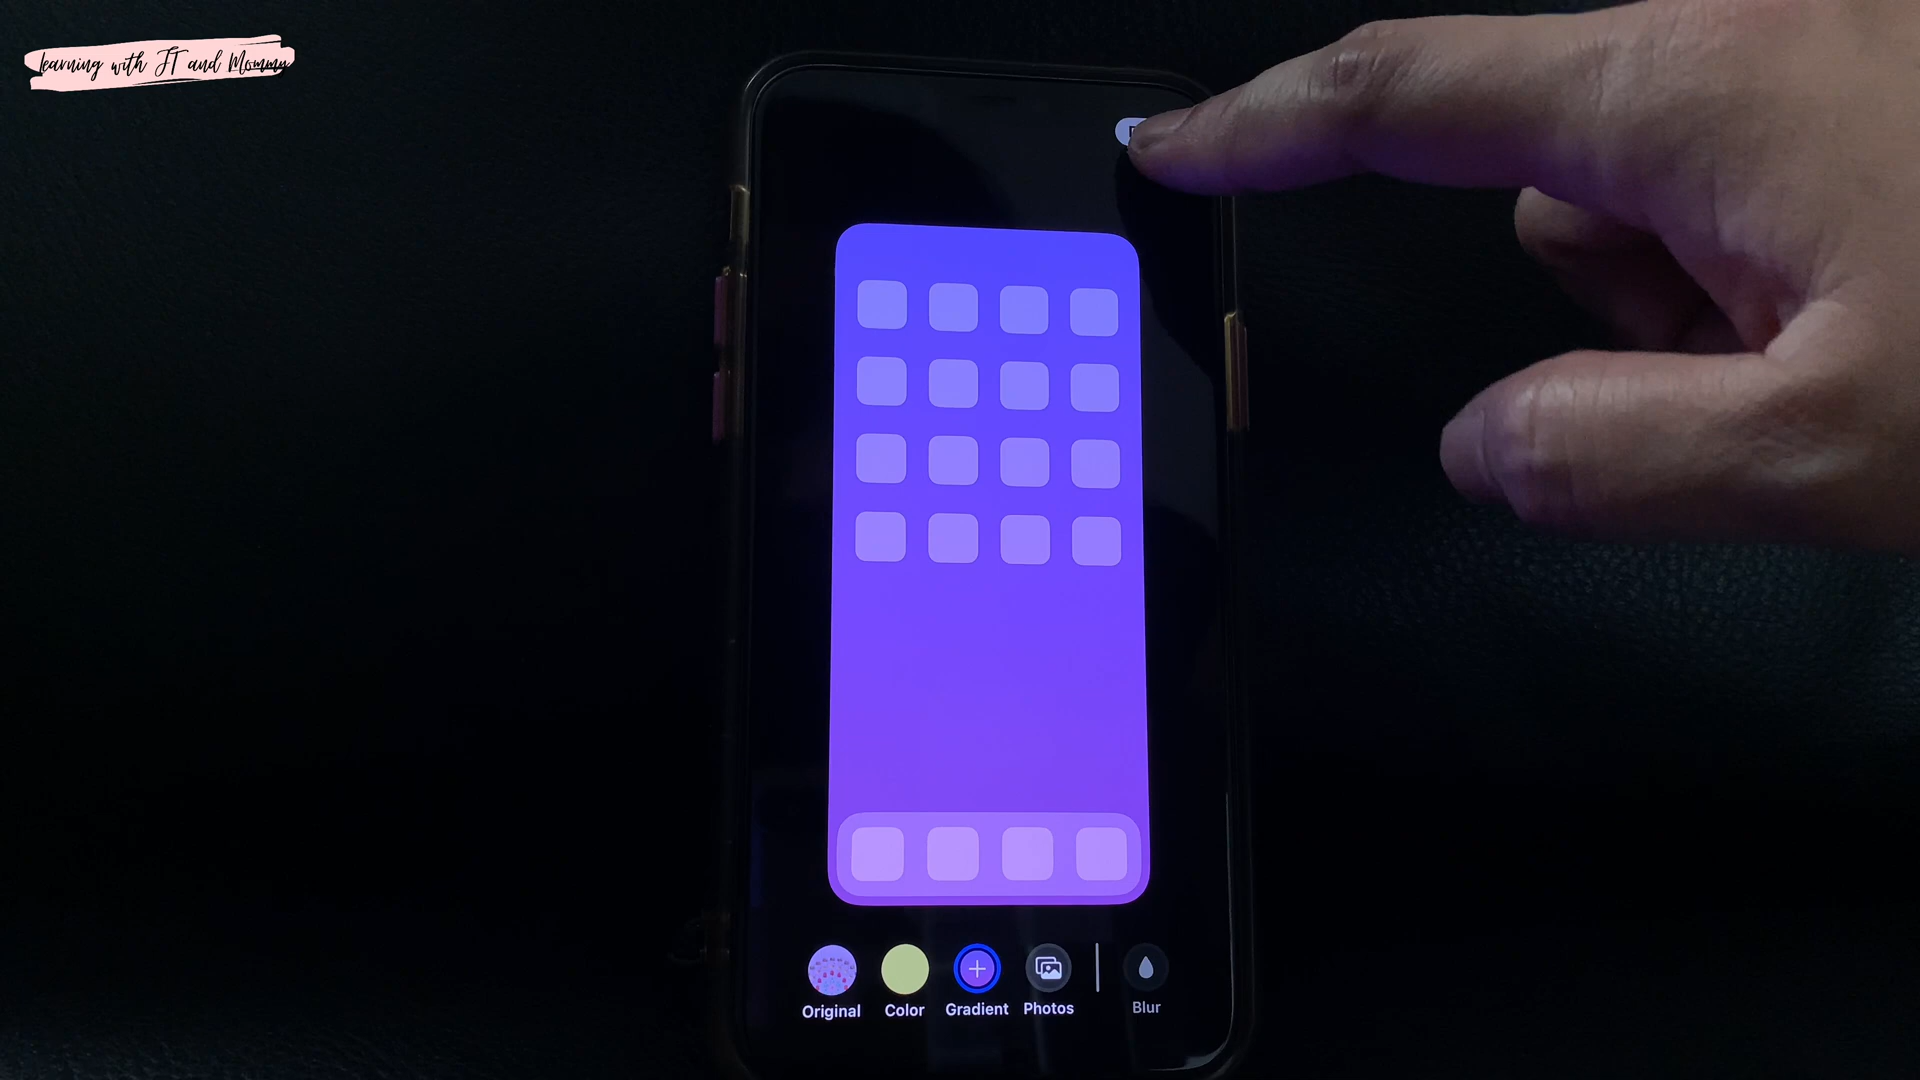 learning with JT and Mommy
Original
Color
Gradient
Photos
Blur